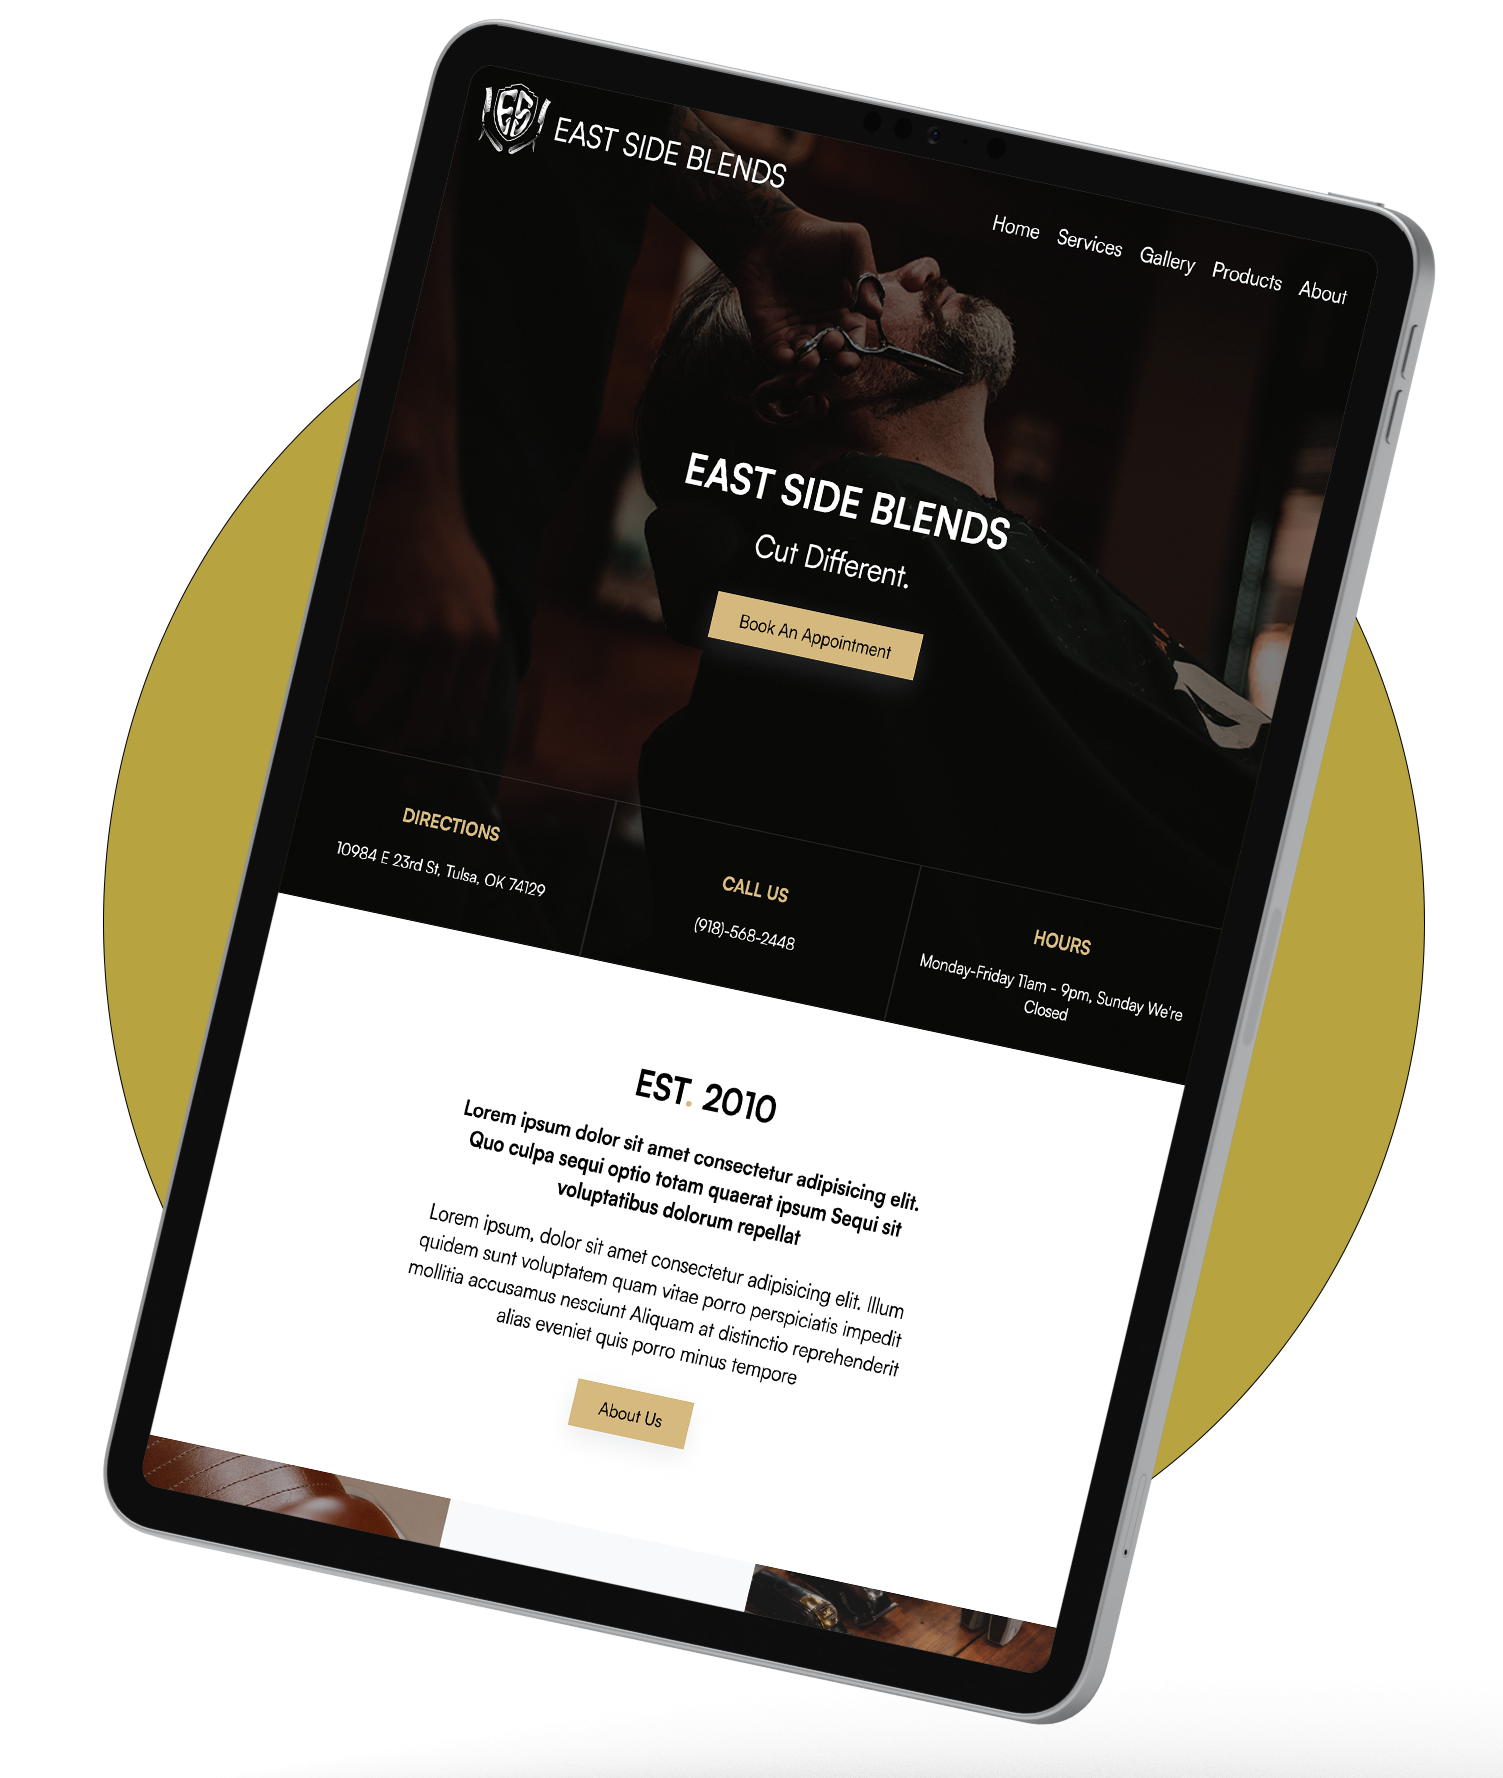 ESB
EAST SIDE BLENDS
Home Services Gallery Products About
EAST SIDE BLENDS
Cut Different.
Book An Appointment
DIRECTIONS
10984 E 23rd St, Tulsa, OK 74129
CALL US
(918)-568-2448
HOURS
Monday-Friday 11am - 9pm, Sunday We're
Closed
EST. 2010
Lorem ipsum dolor sit amet consectetur adipisicing elit.
Quo culpa sequi optio totam quaerat ipsum Sequi sit
voluptatibus dolorum repellat
Lorem ipsum, dolor sit amet consectetur adipisicing elit. Illum
quidem sunt voluptatem quam vitae porro perspiciatis impedit
mollitia accusamus nesciunt Aliquam at distinctio reprehenderit
alias eveniet quis porro minus tempore
About Us